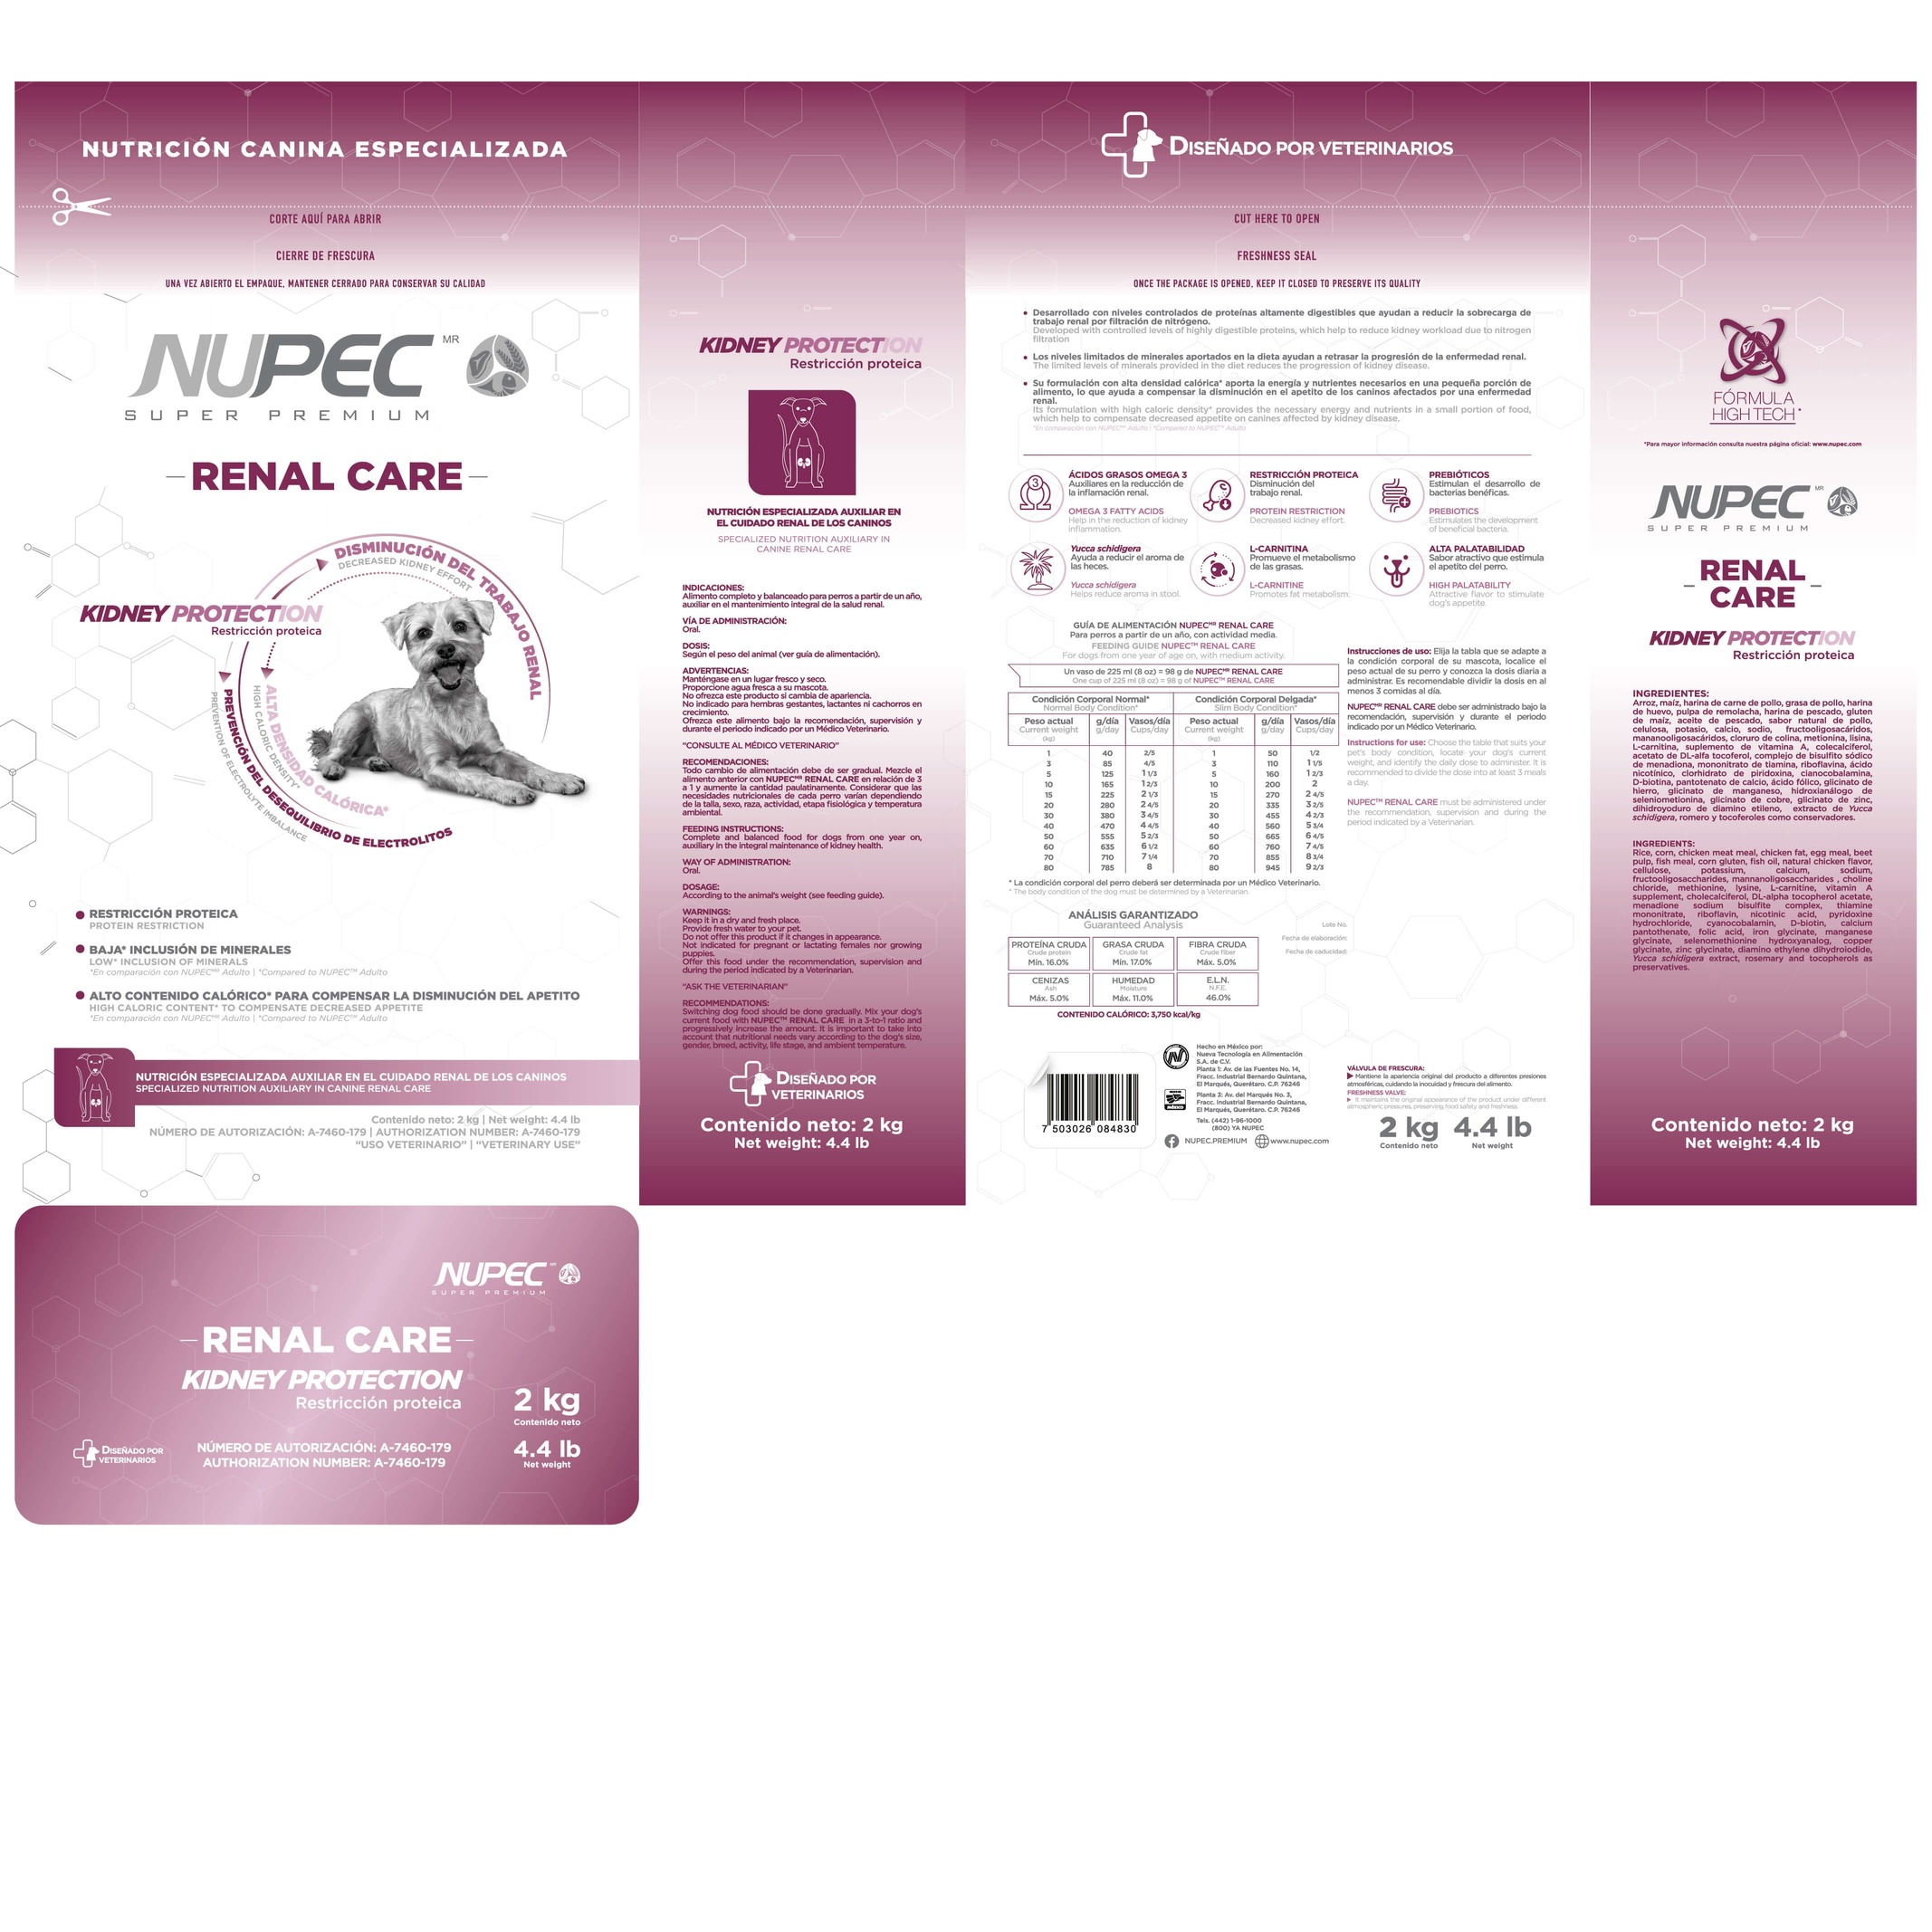 NUTRICIÓN CANINA ESPECIALIZADA
CORTE AQUÍ PARA ABRIR
CIERRE DE FRESCURA
UNA VEZ ABIERTO EL EMPAQUE, MANTENER CERRADO PARA CONSERVAR SU CALIDAD
NUPEC MR
SUPER PREMIUM
RENAL CARE
DISMINUCIÓN DEL TRABAJO RENAL
DECREASED KIDNEY EFFORT
KIDNEY PROTECTION
Restricción proteica
ALTA DENSIDAD CALÓRICA*
HIGH CALORIC DENSITY*
PREVENCIÓN DEL DESEQUILIBRIO DE ELECTROLITOS
PREVENTION OF ELECTROLYTE IMBALANCE
RESTRICCIÓN PROTEICA
PROTEIN RESTRICTION
BAJA* INCLUSIÓN DE MINERALES
LOW* INCLUSION OF MINERALS
*En comparación con NUPECMR Adulto | *Compared to NUPEC™ Adulto
ALTO CONTENIDO CALÓRICO* PARA COMPENSAR LA DISMINUCIÓN DEL APETITO
HIGH CALORIC CONTENT* TO COMPENSATE DECREASED APPETITE
*En comparación con NUPECMR Adulto | *Compared to NUPEC™ Adulto
NUTRICIÓN ESPECIALIZADA AUXILIAR EN EL CUIDADO RENAL DE LOS CANINOS
SPECIALIZED NUTRITION AUXILIARY IN CANINE RENAL CARE
Contenido neto: 2 kg | Net weight: 4.4 lb
NÚMERO DE AUTORIZACIÓN: A-7460-179 | AUTHORIZATION NUMBER: A-7460-179
“USO VETERINARIO” | “VETERINARY USE”
KIDNEY PROTECTION
Restricción proteica
NUTRICIÓN ESPECIALIZADA AUXILIAR EN
EL CUIDADO RENAL DE LOS CANINOS
SPECIALIZED NUTRITION AUXILIARY IN
CANINE RENAL CARE
INDICACIONES:
Alimento completo y balanceado para perros a partir de un año,
auxiliar en el mantenimiento integral de la salud renal.
VÍA DE ADMINISTRACIÓN:
Oral.
DOSIS:
Según el peso del animal (ver guía de alimentación).
ADVERTENCIAS:
Manténgase en un lugar fresco y seco.
Proporcione agua fresca a su mascota.
No ofrezca este producto si cambia de apariencia.
No indicado para hembras gestantes, lactantes ni cachorros en
crecimiento.
Ofrezca este alimento bajo la recomendación, supervisión y
durante el periodo indicado por un Médico Veterinario.
“CONSULTE AL MÉDICO VETERINARIO”
RECOMENDACIONES:
Todo cambio de alimentación debe de ser gradual. Mezcle el
alimento anterior con NUPECMR RENAL CARE en relación de 3
a 1 y aumente la cantidad paulatinamente. Considerar que las
necesidades nutricionales de cada perro varían dependiendo
de la talla, sexo, raza, actividad, etapa fisiológica y temperatura
ambiental.
FEEDING INSTRUCTIONS:
Complete and balanced food for dogs from one year on,
auxiliary in the integral maintenance of kidney health.
WAY OF ADMINISTRATION:
Oral.
DOSAGE:
According to the animal's weight (see feeding guide).
WARNINGS:
Keep it in a dry and fresh place.
Provide fresh water to your pet.
Do not offer this product if it changes in appearance.
Not indicated for pregnant or lactating females nor growing
puppies.
Offer this food under the recommendation, supervision and
during the period indicated by a Veterinarian.
“ASK THE VETERINARIAN”
RECOMMENDATIONS:
Switching dog food should be done gradually. Mix your dog's
current food with NUPEC™ RENAL CARE in a 3-to-1 ratio and
progressively increase the amount. It is important to take into
account that nutritional needs vary according to the dog's size,
gender, breed, activity, life stage, and ambient temperature.
DISEÑADO POR
VETERINARIOS
Contenido neto: 2 kg
Net weight: 4.4 lb
DISEÑADO POR VETERINARIOS
CUT HERE TO OPEN
FRESHNESS SEAL
ONCE THE PACKAGE IS OPENED, KEEP IT CLOSED TO PRESERVE ITS QUALITY
Desarrollado con niveles controlados de proteínas altamente digestibles que ayudan a reducir la sobrecarga de
trabajo renal por filtración de nitrógeno.
Developed with controlled levels of highly digestible proteins, which help to reduce kidney workload due to nitrogen
filtration
Los niveles limitados de minerales aportados en la dieta ayudan a retrasar la progresión de la enfermedad renal.
The limited levels of minerals provided in the diet reduces the progression of kidney disease.
Su formulación con alta densidad calórica* aporta la energía y nutrientes necesarios en una pequeña porción de
alimento, lo que ayuda a compensar la disminución en el apetito de los caninos afectados por una enfermedad
renal.
Its formulation with high caloric density* provides the necessary energy and nutrients in a small portion of food,
which help to compensate decreased appetite on canines affected by kidney disease.
*En comparación con NUPECMR Adulto | *Compared to NUPEC™ Adulto
3
ÁCIDOS GRASOS OMEGA 3
Auxiliares en la reducción de
la inflamación renal.
OMEGA 3 FATTY ACIDS
Help in the reduction of kidney
inflammation.
RESTRICCIÓN PROTEICA
Disminución del
trabajo renal.
PROTEIN RESTRICTION
Decreased kidney effort.
PREBIÓTICOS
Estimulan el desarrollo de
bacterias benéficas.
PREBIOTICS
Estimulates the development
of beneficial bacteria.
Yucca schidigera
Ayuda a reducir el aroma de
las heces.
Yucca schidigera
Helps reduce aroma in stool.
L-CARNITINA
Promueve el metabolismo
de las grasas.
L-CARNITINE
Promotes fat metabolism.
ALTA PALATABILIDAD
Sabor atractivo que estimula
el apetito del perro.
HIGH PALATABILITY
Attractive flavor to stimulate
dog's appetite.
GUÍA DE ALIMENTACIÓN NUPECMR RENAL CARE
Para perros a partir de un año, con actividad media.
FEEDING GUIDE NUPEC™ RENAL CARE
For dogs from one year of age on, with medium activity.
Un vaso de 225 ml (8 oz) = 98 g de NUPECMR RENAL CARE
One cup of 225 ml (8 oz) = 98 g of NUPEC™ RENAL CARE
Condición Corporal Normal* Condición Corporal Delgada*
Normal Body Condition* Slim Body Condition*
Peso actual g/día Vasos/día Peso actual g/día Vasos/día
Current weight g/day Cups/day Current weight g/day Cups/day
(kg) (kg)
1 40 2/5 1 50 1/2
3 85 4/5 3 110 1 1/5
5 125 1 1/3 5 160 1 2/3
10 165 1 2/3 10 200 2
15 225 2 1/3 15 270 2 4/5
20 280 2 4/5 20 335 3 2/5
30 380 3 4/5 30 455 4 2/3
40 470 4 4/5 40 560 5 3/4
50 555 5 2/3 50 665 6 4/5
60 635 6 1/2 60 760 7 4/5
70 710 7 1/4 70 855 8 3/4
80 785 8 80 945 9 2/3
* La condición corporal del perro deberá ser determinada por un Médico Veterinario.
* The body condition of the dog must be determined by a Veterinarian.
Instrucciones de uso: Elija la tabla que se adapte a
la condición corporal de su mascota, localice el
peso actual de su perro y conozca la dosis diaria a
administrar. Es recomendable dividir la dosis en al
menos 3 comidas al día.
NUPECMR RENAL CARE debe ser administrado bajo la
recomendación, supervisión y durante el periodo
indicado por un Médico Veterinario.
Instructions for use: Choose the table that suits your
pet's body condition, locate your dog's current
weight, and identify the daily dose to administer. It is
recommended to divide the dose into at least 3 meals
a day.
NUPEC™ RENAL CARE must be administered under
the recommendation, supervision and during the
period indicated by a Veterinarian.
ANÁLISIS GARANTIZADO
Guaranteed Analysis
PROTEÍNA CRUDA GRASA CRUDA FIBRA CRUDA
Crude protein Crude fat Crude fiber
Mín. 16.0% Mín. 17.0% Máx. 5.0%
CENIZAS HUMEDAD E.L.N.
Ash Moisture N.F.E.
Máx. 5.0% Máx. 11.0% 46.0%
CONTENIDO CALÓRICO: 3,750 kcal/kg
Lote No.
Fecha de elaboración:
Fecha de caducidad:
7 503026 084830
Hecho en México por:
Nueva Tecnología en Alimentación
S.A. de C.V.
Planta 1: Av. de las Fuentes No. 14,
Fracc. Industrial Bernardo Quintana,
El Marqués, Querétaro. C.P. 76246
Planta 2: Av. del Marqués No. 3,
Fracc. Industrial Bernardo Quintana,
El Marqués, Querétaro. C.P. 76246
Tels. (442) 1-96-1000
(800) YA NUPEC
NUPEC.PREMIUM www.nupec.com
VÁLVULA DE FRESCURA:
Mantiene la apariencia original del producto a diferentes presiones
atmosféricas, cuidando la inocuidad y frescura del alimento.
FRESHNESS VALVE:
It maintains the original appearance of the product under different
atmospheric pressures, preserving food safety and freshness.
2 kg 4.4 lb
Contenido neto Net weight
FÓRMULA
HIGH TECH*
*Para mayor información consulta nuestra página oficial: www.nupec.com
NUPEC MR
SUPER PREMIUM
RENAL
CARE
KIDNEY PROTECTION
Restricción proteica
INGREDIENTES:
Arroz, maíz, harina de carne de pollo, grasa de pollo, harina
de huevo, pulpa de remolacha, harina de pescado, gluten
de maíz, aceite de pescado, sabor natural de pollo,
celulosa, potasio, calcio, sodio, fructooligosacáridos,
mananooligosacáridos, cloruro de colina, metionina, lisina,
L-carnitina, suplemento de vitamina A, colecalciferol,
acetato de DL-alfa tocoferol, complejo de bisulfito sódico
de menadiona, mononitrato de tiamina, riboflavina, ácido
nicotínico, clorhidrato de piridoxina, cianocobalamina,
D-biotina, pantotenato de calcio, ácido fólico, glicinato de
hierro, glicinato de manganeso, hidroxianálogo de
seleniometionina, glicinato de cobre, glicinato de zinc,
dihidroyoduro de diamino etileno, extracto de Yucca
schidigera, romero y tocoferoles como conservadores.
INGREDIENTS:
Rice, corn, chicken meat meal, chicken fat, egg meal, beet
pulp, fish meal, corn gluten, fish oil, natural chicken flavor,
cellulose, potassium, calcium, sodium,
fructooligosaccharides, mannanoligosaccharides , choline
chloride, methionine, lysine, L-carnitine, vitamin A
supplement, cholecalciferol, DL-alpha tocopherol acetate,
menadione sodium bisulfite complex, thiamine
mononitrate, riboflavin, nicotinic acid, pyridoxine
hydrochloride, cyanocobalamin, D-biotin, calcium
pantothenate, folic acid, iron glycinate, manganese
glycinate, selenomethionine hydroxyanalog, copper
glycinate, zinc glycinate, diamino ethylene dihydroiodide,
Yucca schidigera extract, rosemary and tocopherols as
preservatives.
Contenido neto: 2 kg
Net weight: 4.4 lb
NUPEC
SUPER PREMIUM
RENAL CARE
KIDNEY PROTECTION
Restricción proteica
2 kg
Contenido neto
4.4 lb
Net weight
DISEÑADO POR
VETERINARIOS
NÚMERO DE AUTORIZACIÓN: A-7460-179
AUTHORIZATION NUMBER: A-7460-179